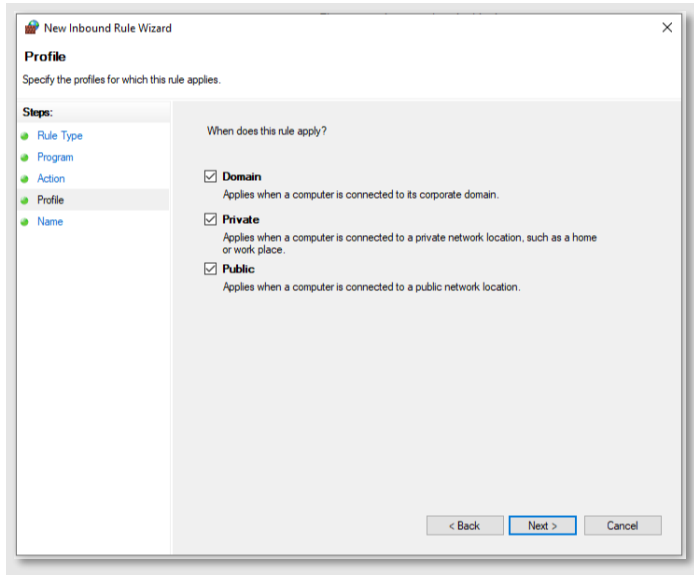 New Inbound Rule Wizard
Profile
Specify the profiles for which this rule applies.
Steps:
Rule Type
Program
Action
Profile
Name
When does this rule apply?
Domain
Applies when a computer is connected to its corporate domain.
Private
Applies when a computer is connected to a private network location, such as a home
or work place.
Public
Applies when a computer is connected to a public network location.
< Back
Next >
Cancel